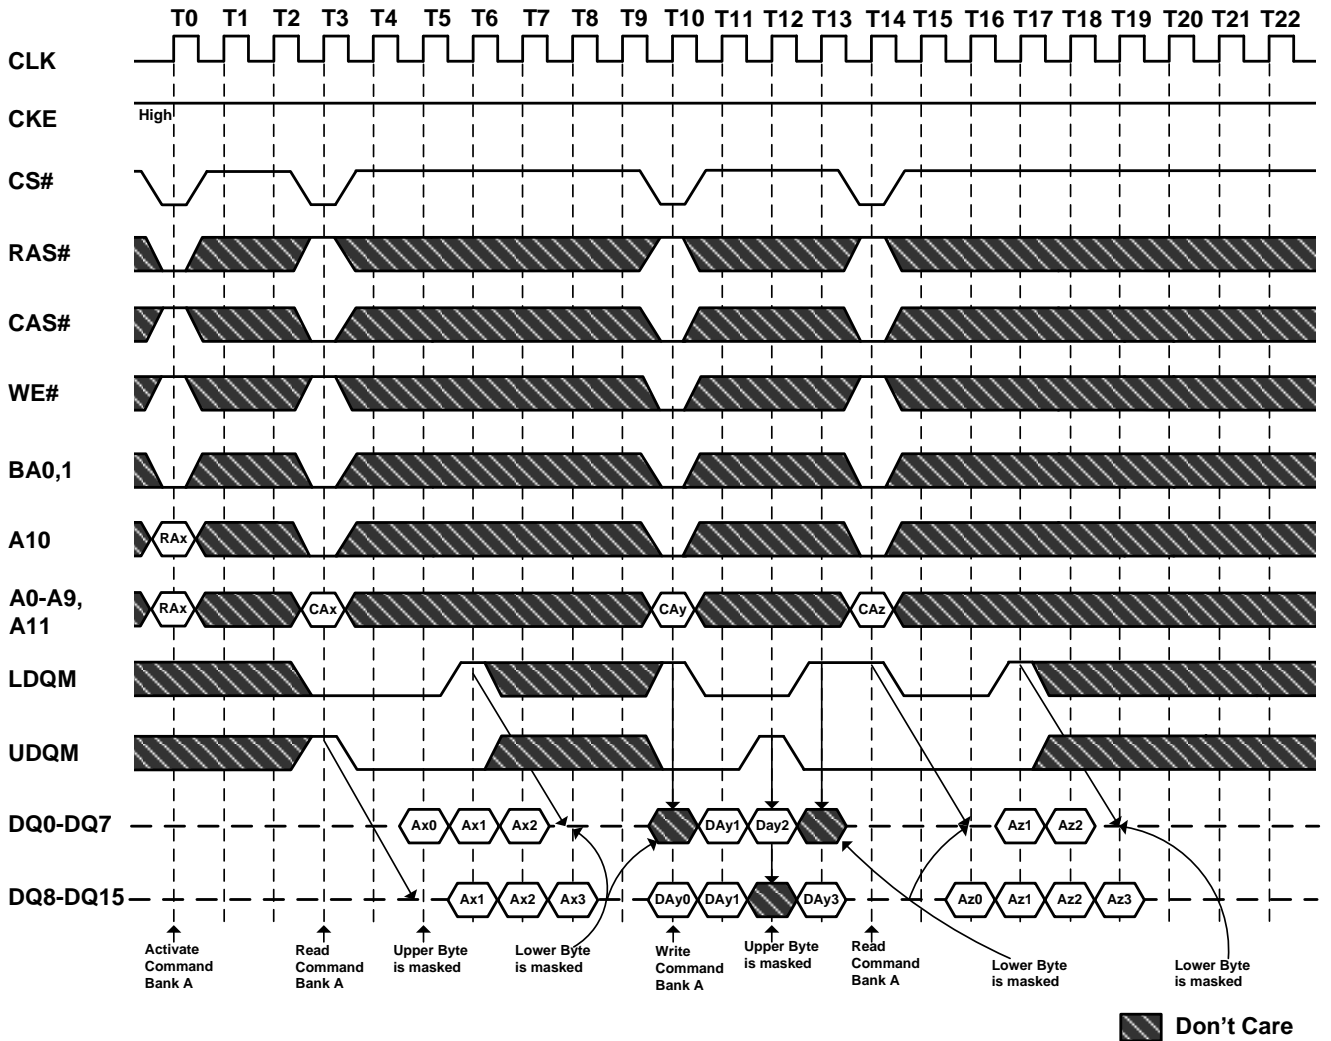 T0 T1 T2 T3 T4 T5 T6 T7 T8 T9 T10 T11 T12 T13 T14 T15 T16 T17 T18 T19 T20 T21 T22
CLK
CKE
High
CS#
RAS#
CAS#
WE#
BA0,1
A10
RAx
A0-A9,
A11
RAx CAx CAy CAz
LDQM
UDQM
DQ0-DQ7
Ax0 Ax1 Ax2 DAy1 Day2 Az1 Az2
DQ8-DQ15
Ax1 Ax2 Ax3 DAy0 DAy1 DAy3 Az0 Az1 Az2 Az3
Activate
Command
Bank A
Read
Command
Bank A
Upper Byte
is masked
Lower Byte
is masked
Write
Command
Bank A
Upper Byte
is masked
Read
Command
Bank A
Lower Byte
is masked
Lower Byte
is masked
Don't Care